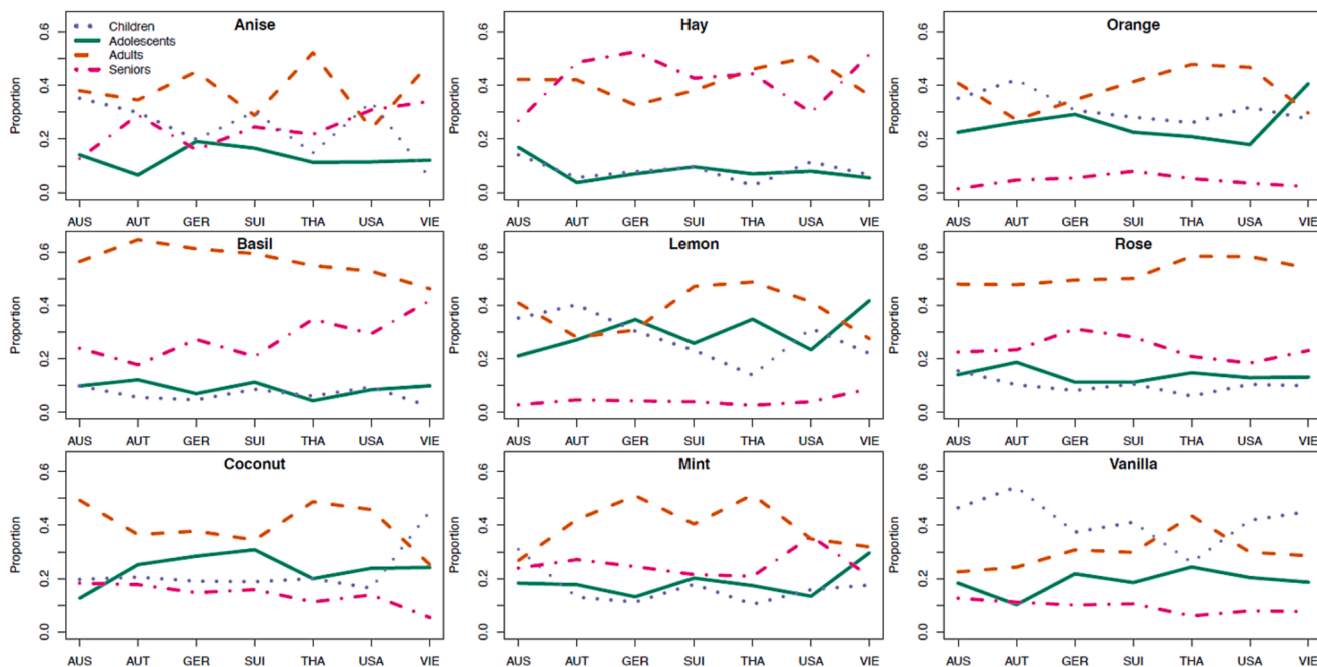 Anise
Children
Adolescents
Adults
Seniors
Proportion
0.6
0.4
0.2
0.0
AUS AUT GER SUI THA USA VIE
Hay
Proportion
0.6
0.4
0.2
0.0
AUS AUT GER SUI THA USA VIE
Orange
Proportion
0.6
0.4
0.2
0.0
AUS AUT GER SUI THA USA VIE
Basil
Proportion
0.6
0.4
0.2
0.0
AUS AUT GER SUI THA USA VIE
Lemon
Proportion
0.6
0.4
0.2
0.0
AUS AUT GER SUI THA USA VIE
Rose
Proportion
0.6
0.4
0.2
0.0
AUS AUT GER SUI THA USA VIE
Coconut
Proportion
0.6
0.4
0.2
0.0
AUS AUT GER SUI THA USA VIE
Mint
Proportion
0.6
0.4
0.2
0.0
AUS AUT GER SUI THA USA VIE
Vanilla
Proportion
0.6
0.4
0.2
0.0
AUS AUT GER SUI THA USA VIE